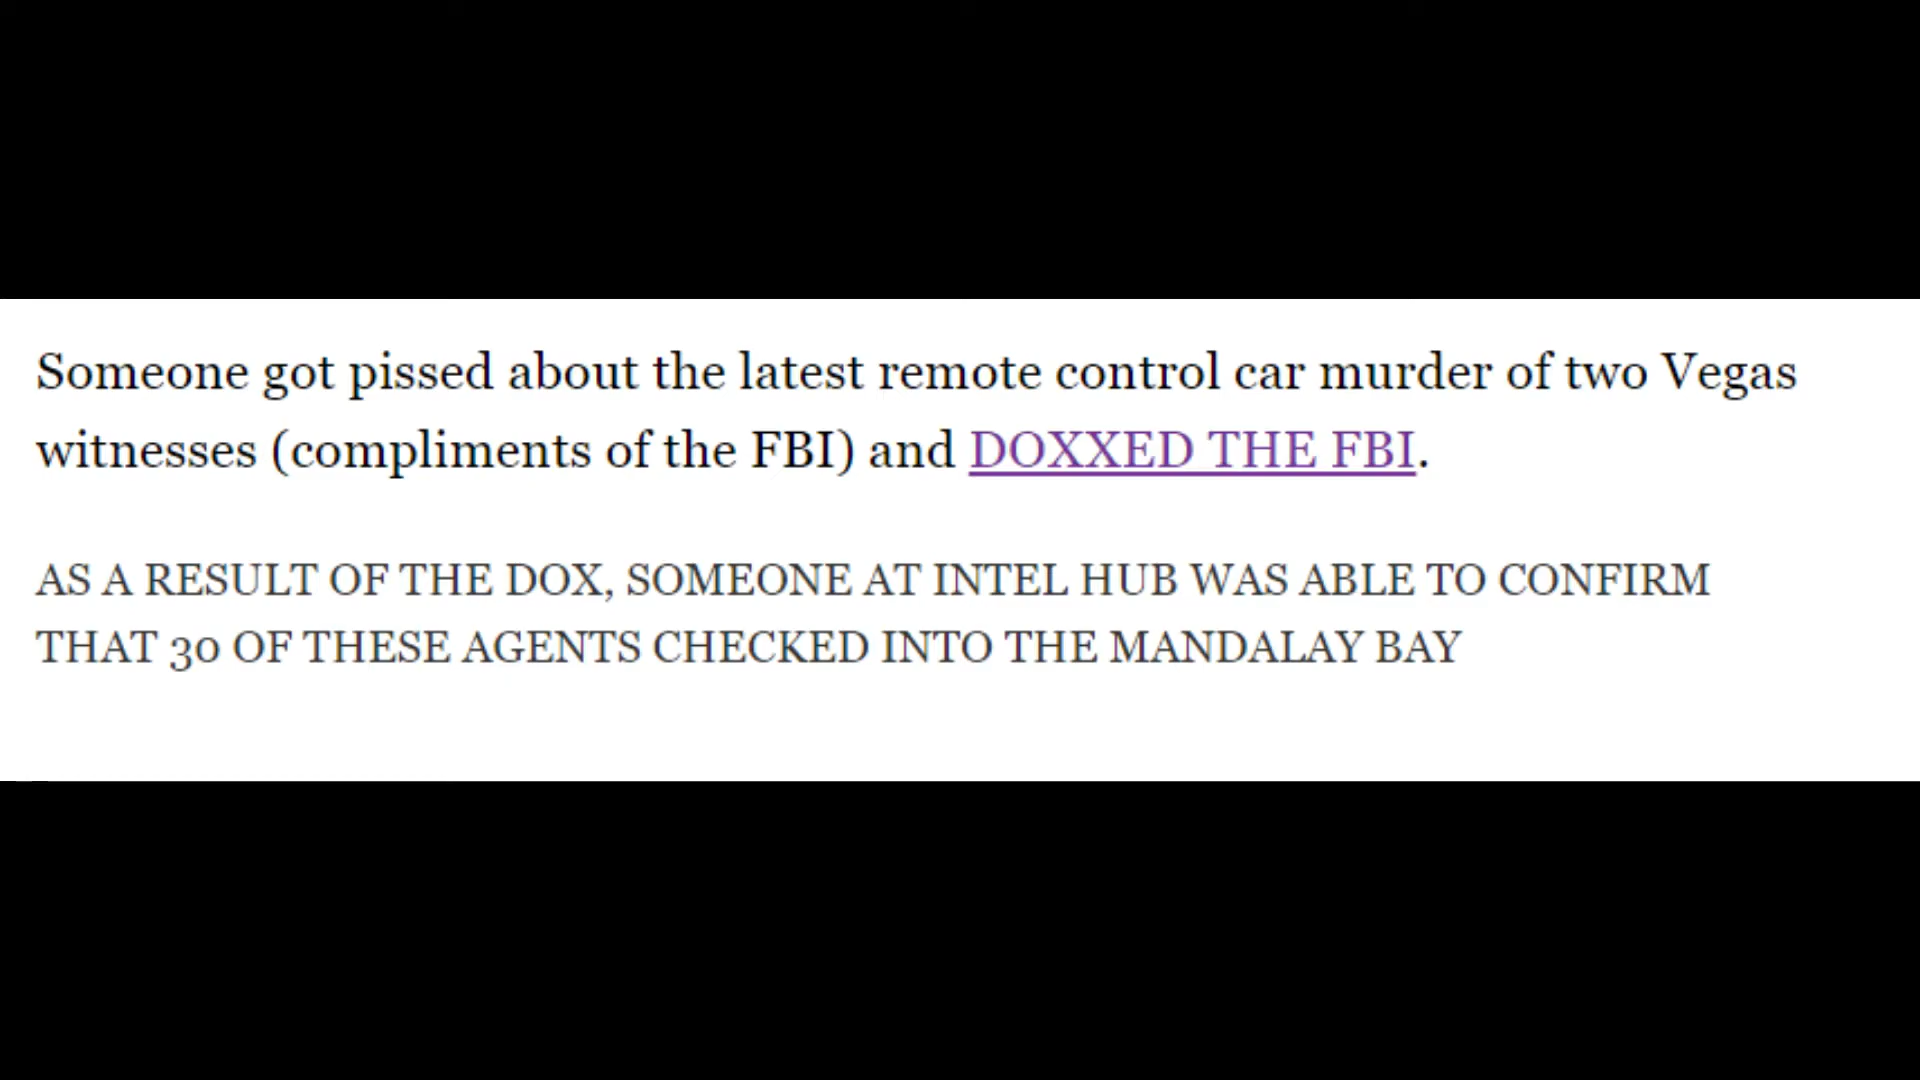 Someone got pissed about the latest remote control car murder of two Vegas
witnesses (compliments of the FBI) and DOXXED THE FBI.
AS A RESULT OF THE DOX, SOMEONE AT INTEL HUB WAS ABLE TO CONFIRM
THAT 30 OF THESE AGENTS CHECKED INTO THE MANDALAY BAY